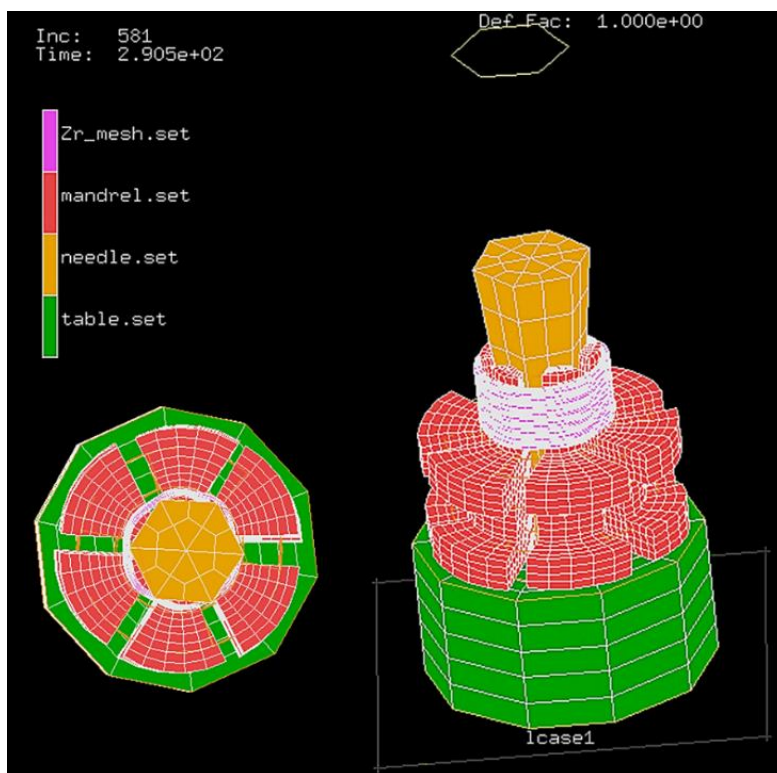 Inc: 581
Time: 2.905e+02
Def Fac: 1.000e+00
Zr_mesh.set
mandrel.set
needle.set
table.set
lcase1